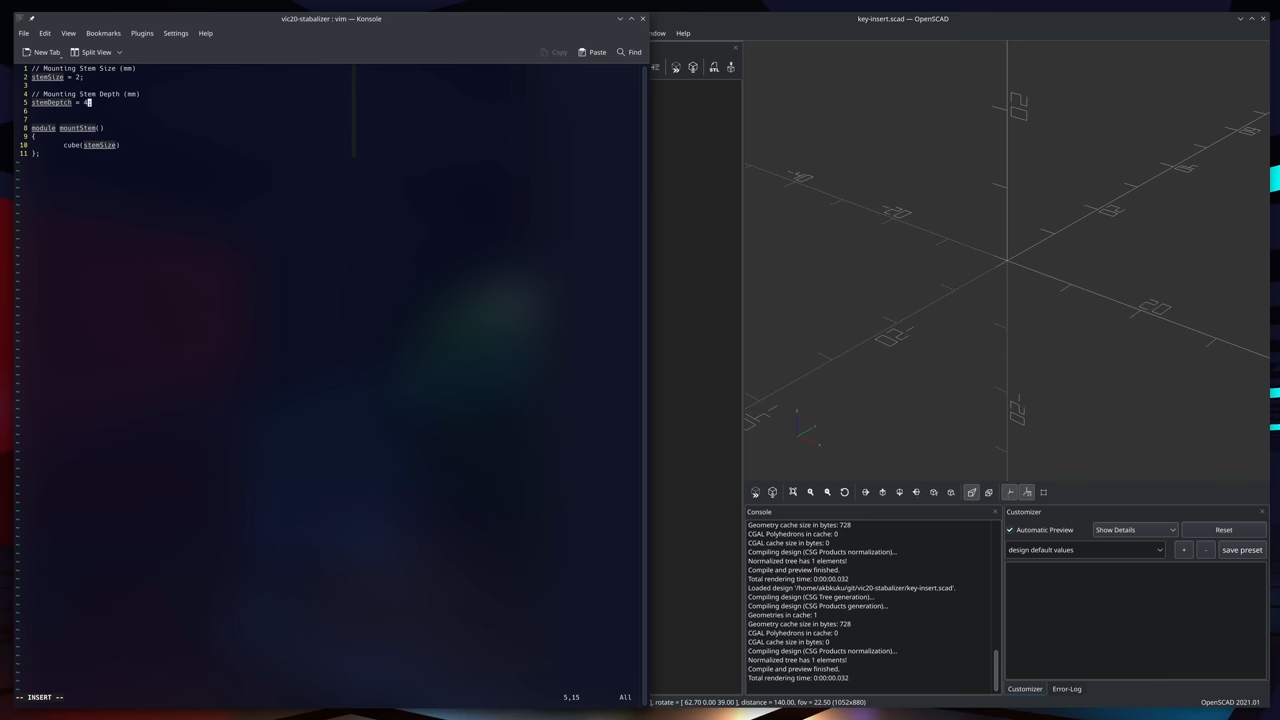 vic20-stabalizer : vim — Konsole
File Edit View Bookmarks Plugins Settings Help
New Tab Split View Copy Paste Find
1 // Mounting Stem Size (mm)
2 stemSize = 2;
3
4 // Mounting Stem Depth (mm)
5 stemDeptch = 4;
6
7
8 module mountStem()
9 {
10 cube(stemSize)
11 };
-- INSERT -- 5,15 All
key-insert.scad — OpenSCAD
ndow Help
STL
Console
Geometry cache size in bytes: 728
CGAL Polyhedrons in cache: 0
CGAL cache size in bytes: 0
Compiling design (CSG Products normalization)...
Normalized tree has 1 elements!
Compile and preview finished.
Total rendering time: 0:00:00.032
Loaded design '/home/akbkuku/git/vic20-stabalizer/key-insert.scad'.
Compiling design (CSG Tree generation)...
Compiling design (CSG Products generation)...
Geometries in cache: 1
Geometry cache size in bytes: 728
CGAL Polyhedrons in cache: 0
CGAL cache size in bytes: 0
Compiling design (CSG Products normalization)...
Normalized tree has 1 elements!
Compile and preview finished.
Total rendering time: 0:00:00.032
Customizer
Automatic Preview Show Details Reset
design default values + - save preset
Customizer Error-Log
], rotate = [ 62.70 0.00 39.00 ], distance = 140.00, fov = 22.50 (1052x880) OpenSCAD 2021.01